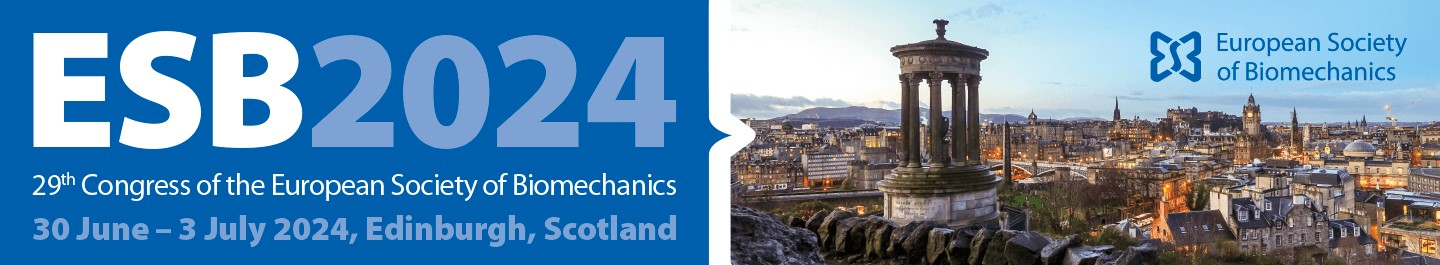 ESB2024
29th Congress of the European Society of Biomechanics
30 June – 3 July 2024, Edinburgh, Scotland
European Society
of Biomechanics